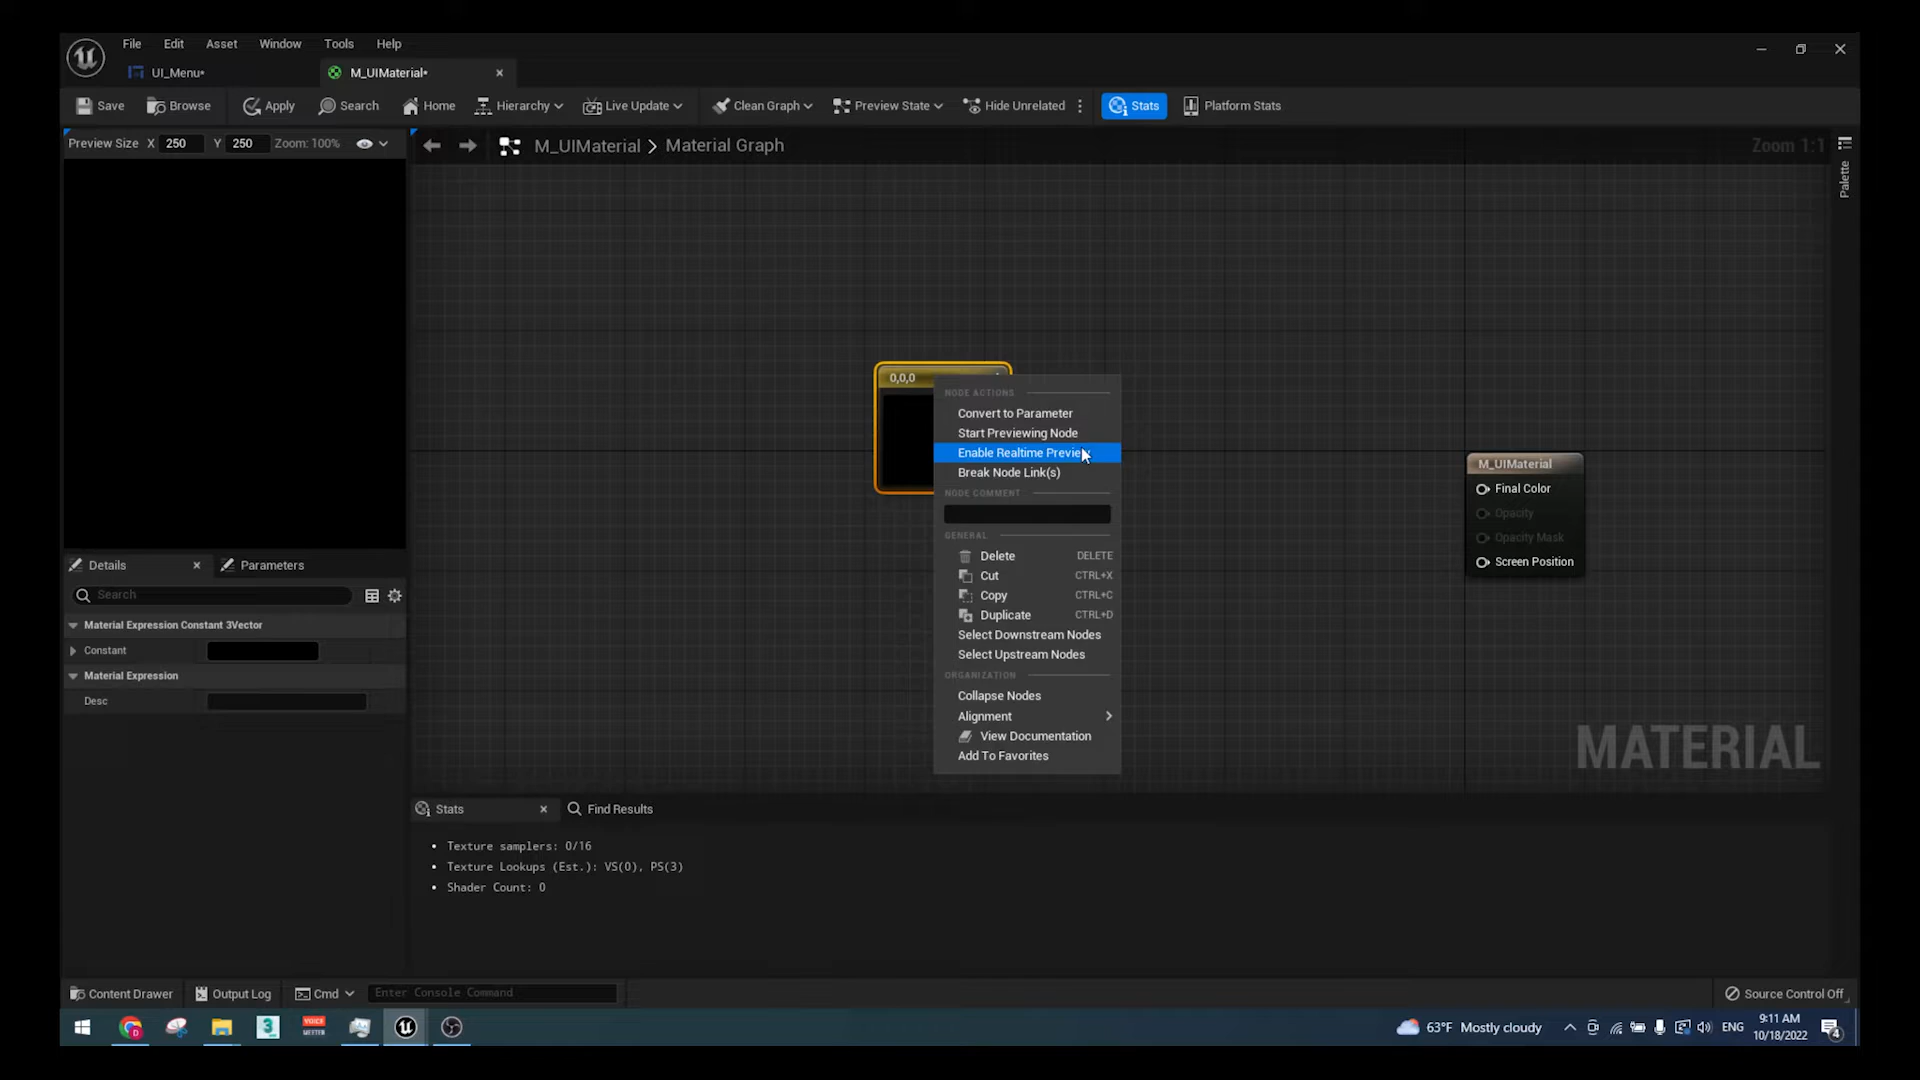 File Edit Asset Window Tools Help
UI_Menu• M_UIMaterial•
Save Browse Apply Search Home Hierarchy Live Update Clean Graph Preview State Hide Unrelated Stats Platform Stats
Preview Size X 250 Y 250 Zoom: 100%
M_UIMaterial > Material Graph
Zoom 1:1
Palette
0,0,0
NODE ACTIONS
Convert to Parameter
Start Previewing Node
Enable Realtime Preview
Break Node Link(s)
NODE COMMENT
GENERAL
Delete DELETE
Cut CTRL+X
Copy CTRL+C
Duplicate CTRL+D
Select Downstream Nodes
Select Upstream Nodes
ORGANIZATION
Collapse Nodes
Alignment
View Documentation
Add To Favorites
M_UIMaterial
Final Color
Opacity
Opacity Mask
Screen Position
MATERIAL
Details Parameters
Search
Material Expression Constant 3Vector
Constant
Material Expression
Desc
Stats Find Results
• Texture samplers: 0/16
• Texture Lookups (Est.): VS(0), PS(3)
• Shader Count: 0
Content Drawer Output Log Cmd Enter Console Command Source Control Off
3 VOICE MEETER 63°F Mostly cloudy ENG 9:11 AM
10/18/2022 4